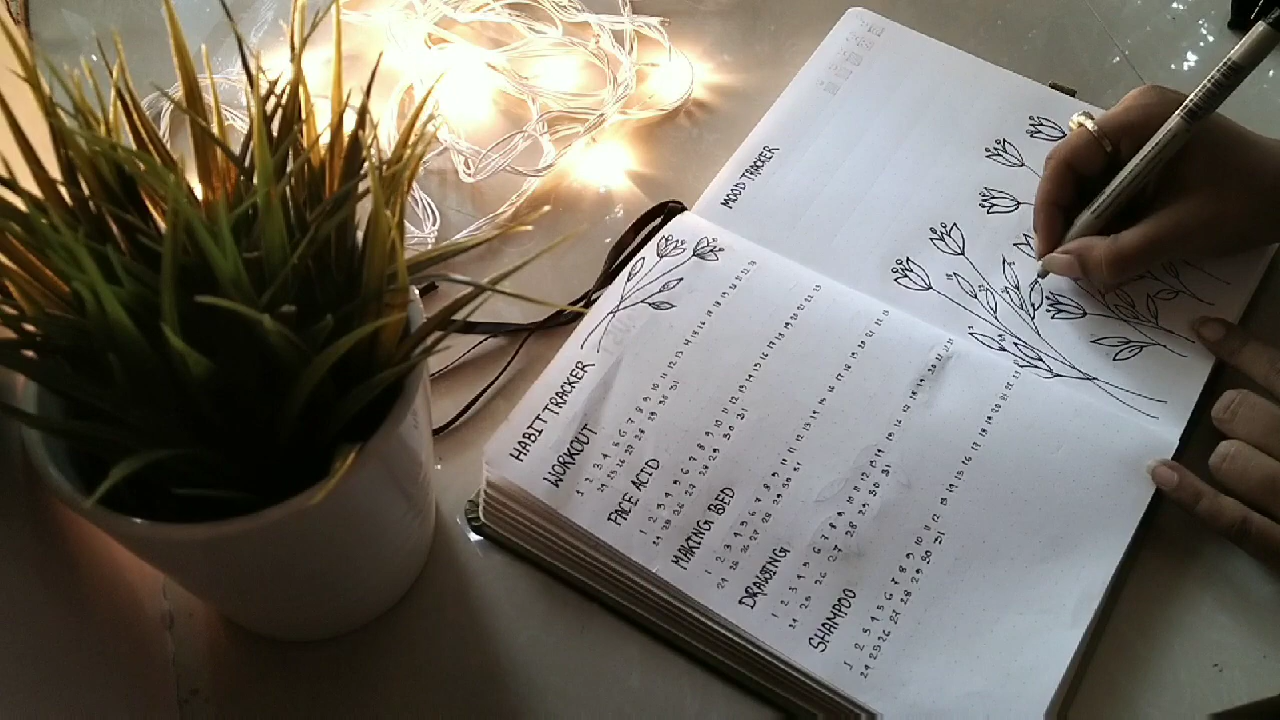 HABIT TRACKER
WORKOUT
1 2 3 4 5 6 7 8 9 10 11 12 13 14 15 16 17 18 19 20 21 22 23
24 25 26 27 28 29 30 31
FACE ACID
1 2 3 4 5 6 7 8 9 10 11 12 13 14 15 16 17 18 19 20 21 22 23
24 25 26 27 28 29 30 31
MAKING BED
1 2 3 4 5 6 7 8 9 10 11 12 13 14 15 16 17 18 19 20 21 22 23
24 25 26 27 28 29 30 31
DRAWING
1 2 3 4 5 6 7 8 9 10 11 12 13 14 15 16 17 18 19 20 21 22 23
24 25 26 27 28 29 30 31
SHAMPOO
1 2 3 4 5 6 7 8 9 10 11 12 13 14 15 16 17 18 19 20 21 22 23
24 25 26 27 28 29 30 31
MOOD TRACKER